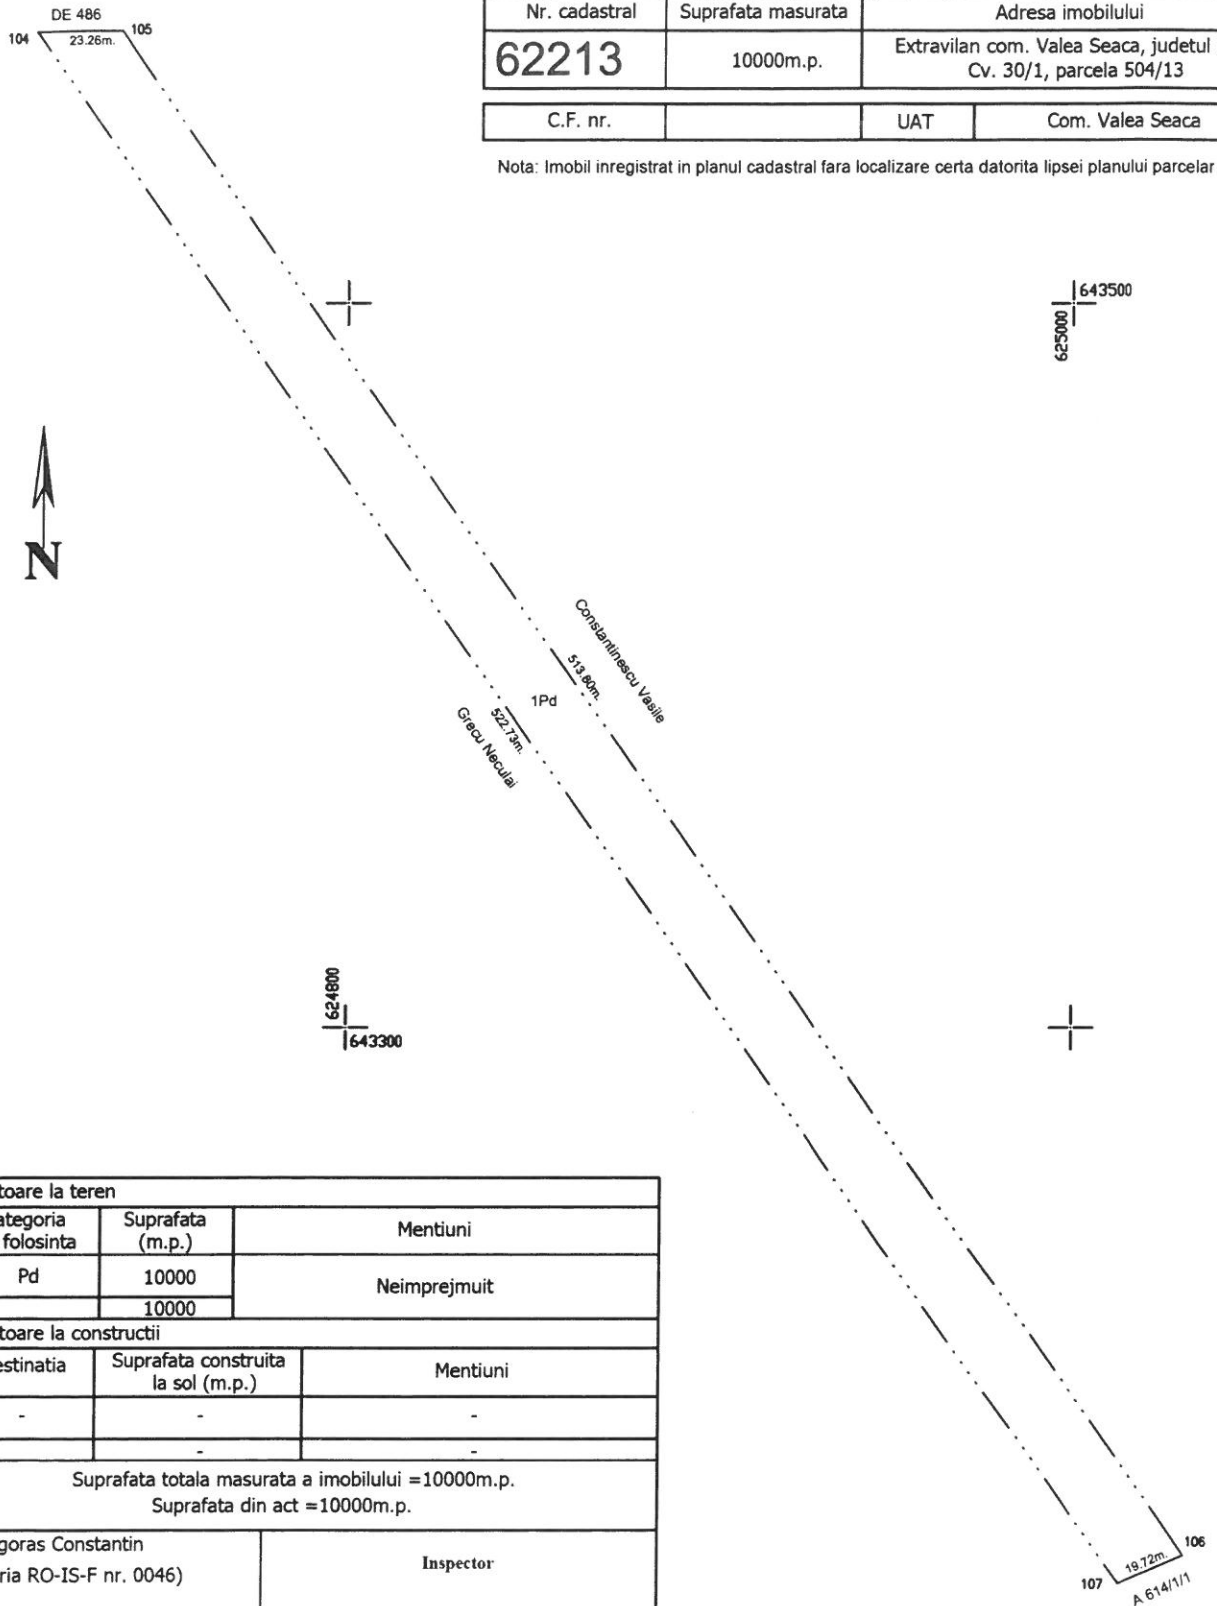 Nr. cadastral Suprafata masurata Adresa imobilului
62213 10000m.p. Extravilan com. Valea Seaca, judetul
Cv. 30/1, parcela 504/13
C.F. nr. UAT Com. Valea Seaca
Nota: Imobil inregistrat in planul cadastral fara localizare certa datorita lipsei planului parcelar
DE 486
104 23.26m. 105
643500
625000
N
Constantinescu Vasile
513.80m.
1Pd
522.73m.
Grecu Neculai
624800
643300
toare la teren
ategoria
folosinta
Suprafata
(m.p.)
Mentiuni
Pd 10000 Neimprejmuit
10000
toare la constructii
estinatia
Suprafata construita
la sol (m.p.)
Mentiuni
- - -
- -
Suprafata totala masurata a imobilului =10000m.p.
Suprafata din act =10000m.p.
goras Constantin
ria RO-IS-F nr. 0046)
Inspector
106
19.72m.
107
A 614/1/1